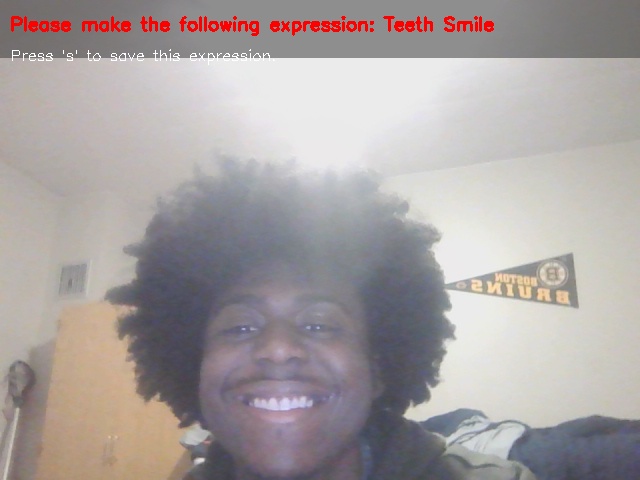 Please make the following expression: Teeth Smile
Press 's' to save this expression.
BOSTON
BRUINS
B